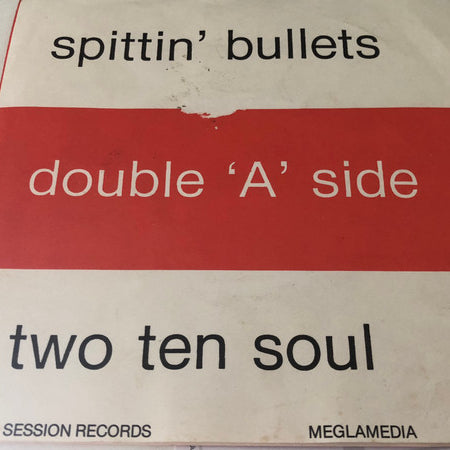 spittin’ bullets
double ‘A’ side
two ten soul
SESSION RECORDS MEGLAMEDIA